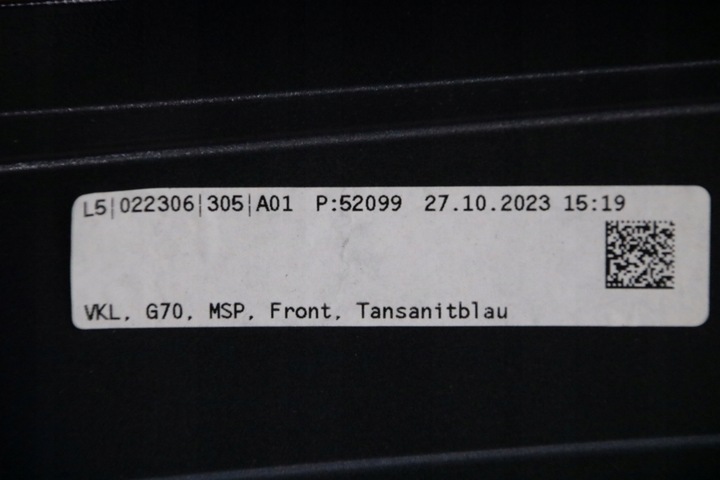 L5|022306|305|A01 P:52099 27.10.2023 15:19
VKL, G70, MSP, Front, Tansanitblau